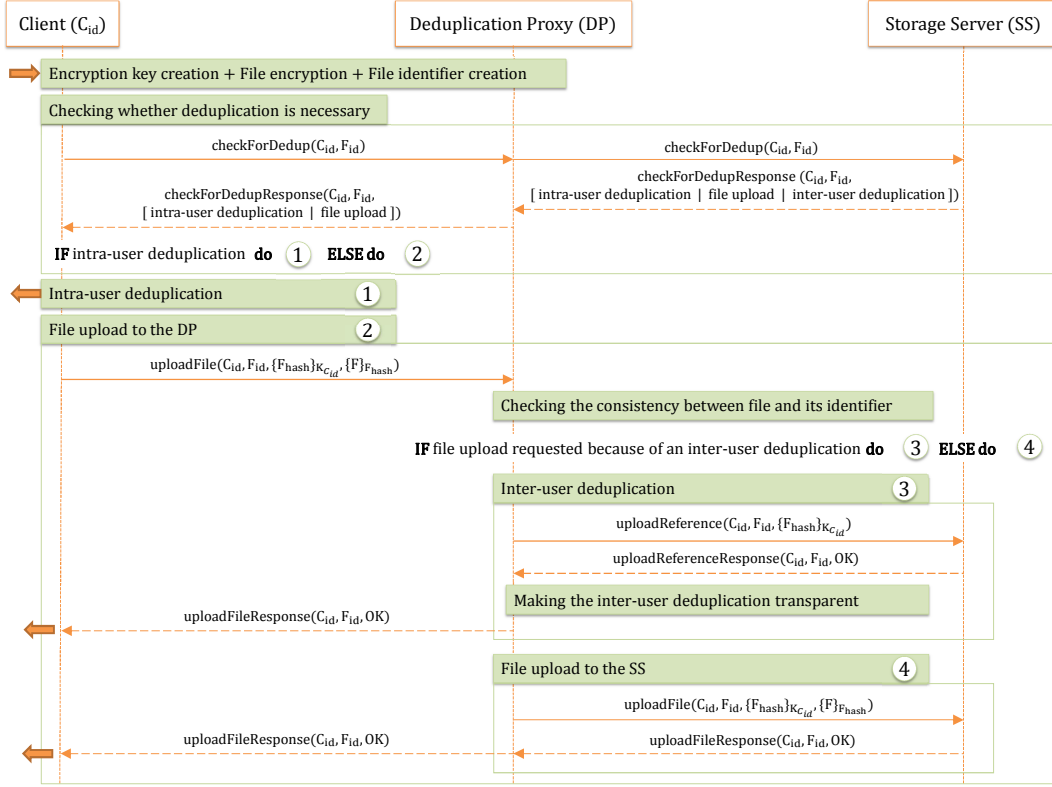 Client (C_id)
Deduplication Proxy (DP)
Storage Server (SS)
Encryption key creation + File encryption + File identifier creation
Checking whether deduplication is necessary
checkForDedup(C_id, F_id)
checkForDedup(C_id, F_id)
checkForDedupResponse (C_id, F_id,
[ intra-user deduplication | file upload | inter-user deduplication ])
checkForDedupResponse(C_id, F_id,
[ intra-user deduplication | file upload ])
IF intra-user deduplication do 1 ELSE do 2
Intra-user deduplication 1
File upload to the DP 2
uploadFile(C_id, F_id, {F_hash}_K_C_id, {F}_F_hash)
Checking the consistency between file and its identifier
IF file upload requested because of an inter-user deduplication do 3 ELSE do 4
Inter-user deduplication 3
uploadReference(C_id, F_id, {F_hash}_K_C_id)
uploadReferenceResponse(C_id, F_id, OK)
Making the inter-user deduplication transparent
uploadFileResponse(C_id, F_id, OK)
File upload to the SS 4
uploadFile(C_id, F_id, {F_hash}_K_C_id, {F}_F_hash)
uploadFileResponse(C_id, F_id, OK)
uploadFileResponse(C_id, F_id, OK)